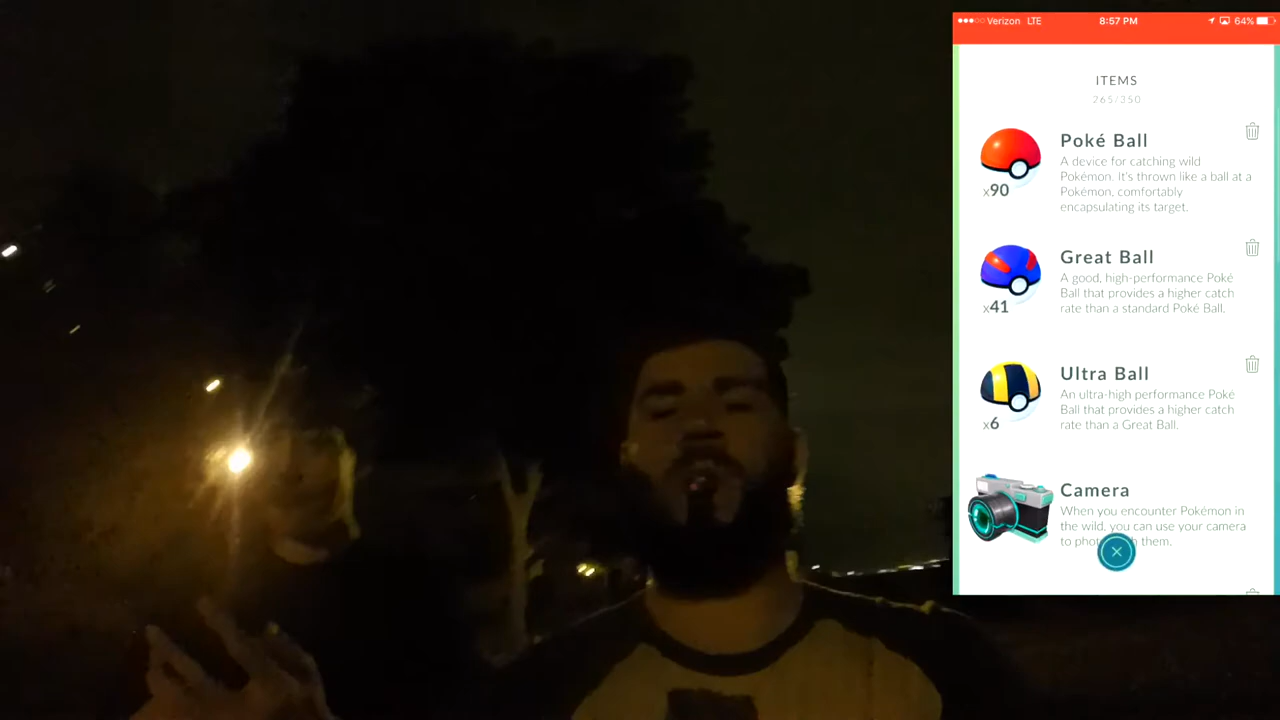 Verizon LTE 8:57 PM 64%
ITEMS
265/350
Poké Ball
A device for catching wild
Pokémon. It's thrown like a ball at a
Pokémon, comfortably
encapsulating its target.
x90
Great Ball
A good, high-performance Poké
Ball that provides a higher catch
rate than a standard Poké Ball.
x41
Ultra Ball
An ultra-high performance Poké
Ball that provides a higher catch
rate than a Great Ball.
x6
Camera
When you encounter Pokémon in
the wild, you can use your camera
to them.